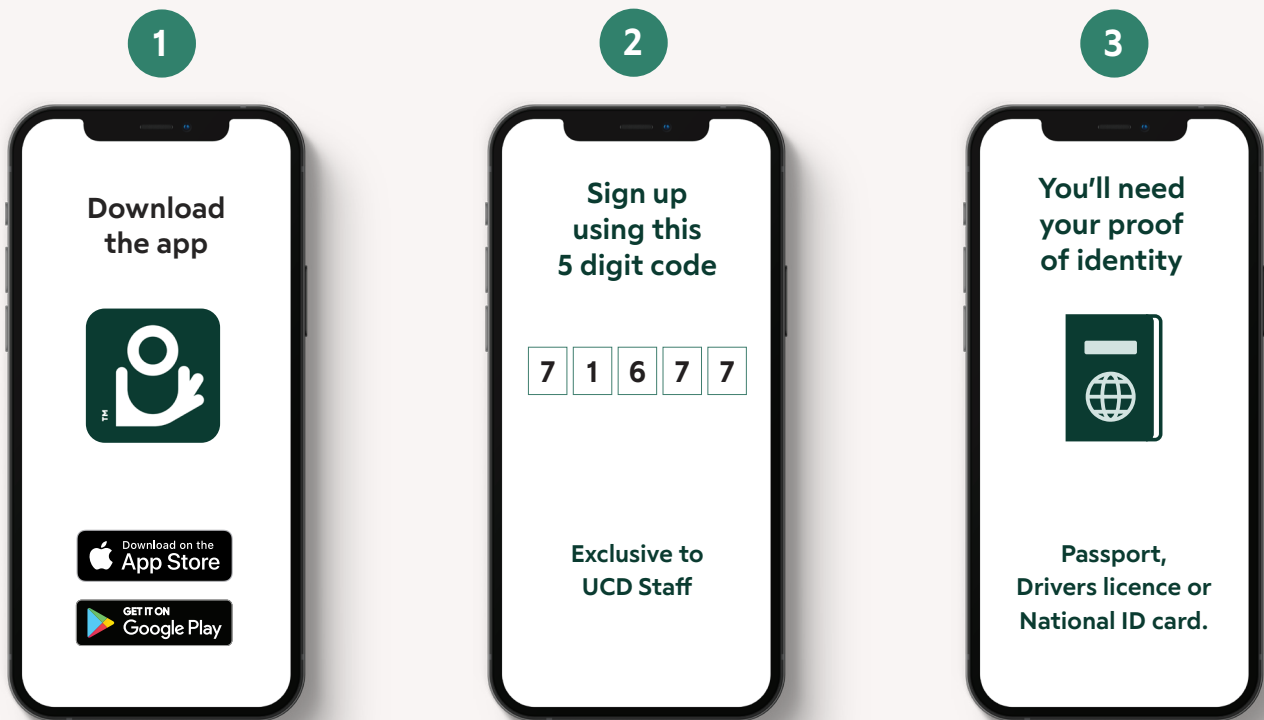 1
Download
the app
TM
Download on the
App Store
GET IT ON
Google Play
2
Sign up
using this
5 digit code
7 1 6 7 7
Exclusive to
UCD Staff
3
You'll need
your proof
of identity
Passport,
Drivers licence or
National ID card.